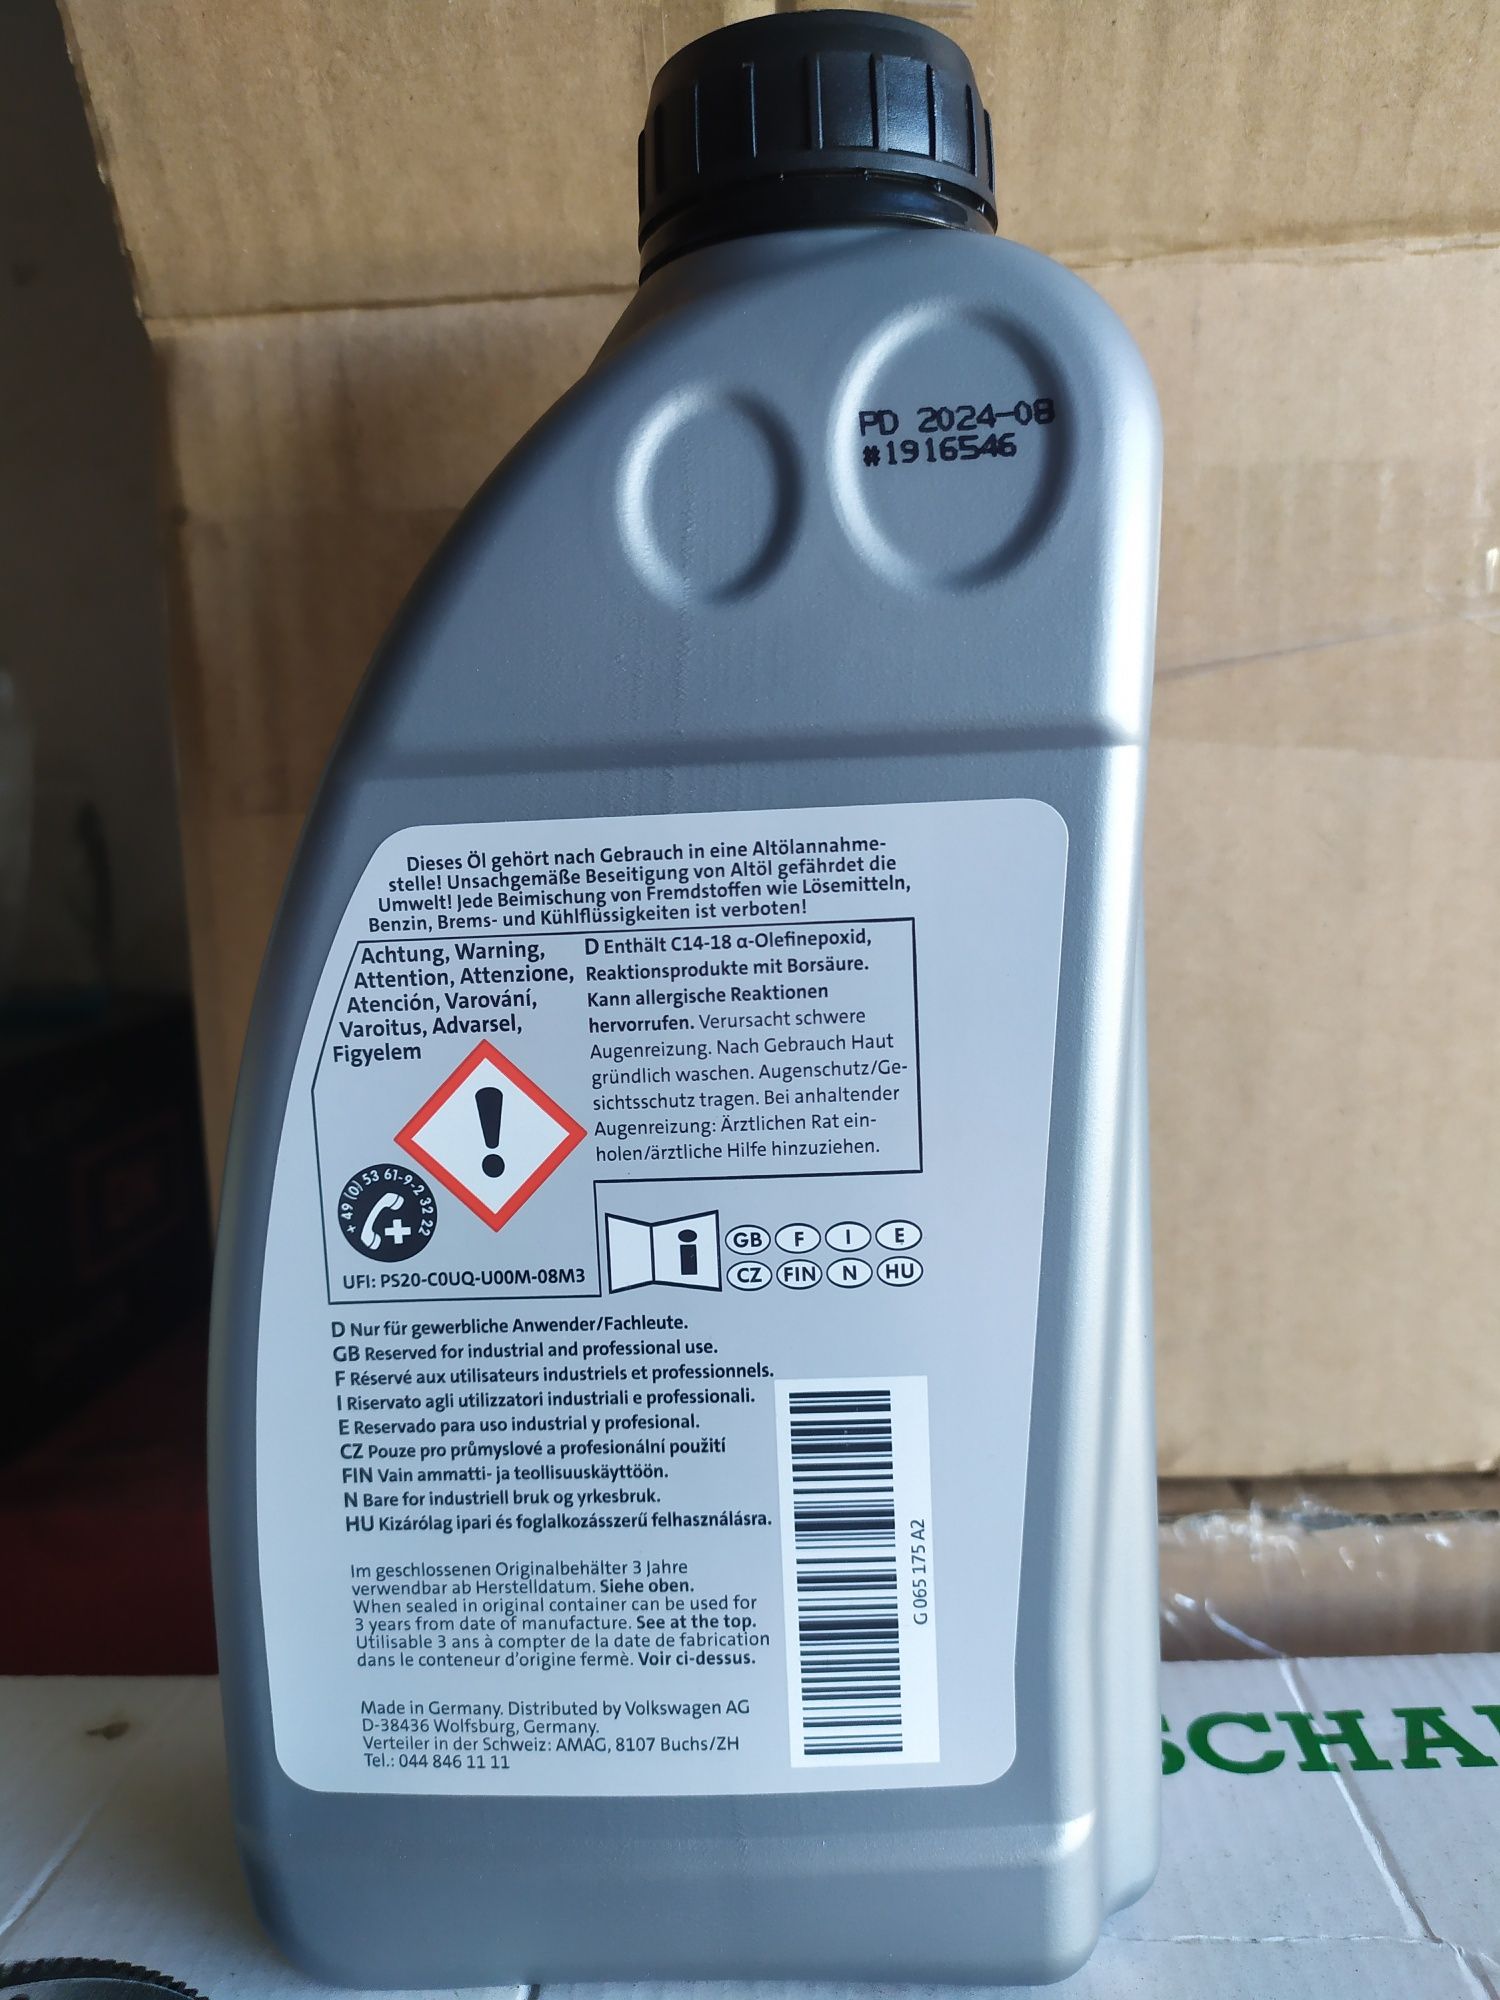 PD 2024-08
#1916546
Dieses Öl gehört nach Gebrauch in eine Altölannahme-
stelle! Unsachgemäße Beseitigung von Altöl gefährdet die
Umwelt! Jede Beimischung von Fremdstoffen wie Lösemitteln,
Benzin, Brems- und Kühlflüssigkeiten ist verboten!
Achtung, Warning,
Attention, Attenzione,
Atención, Varování,
Varoitus, Advarsel,
Figyelem
D Enthält C14-18 α-Olefinepoxid,
Reaktionsprodukte mit Borsäure.
Kann allergische Reaktionen
hervorrufen. Verursacht schwere
Augenreizung. Nach Gebrauch Haut
gründlich waschen. Augenschutz/Ge-
sichtsschutz tragen. Bei anhaltender
Augenreizung: Ärztlichen Rat ein-
holen/ärztliche Hilfe hinzuziehen.
+ 49 (0) 53 61-9-2 32 22
UFI: PS20-C0UQ-U00M-08M3
i
GB F I E
CZ FIN N HU
D Nur für gewerbliche Anwender/Fachleute.
GB Reserved for industrial and professional use.
F Réservé aux utilisateurs industriels et professionnels.
I Riservato agli utilizzatori industriali e professionali.
E Reservado para uso industrial y profesional.
CZ Pouze pro průmyslové a profesionální použití
FIN Vain ammatti- ja teollisuuskäyttöön.
N Bare for industriell bruk og yrkesbruk.
HU Kizárólag ipari és foglalkozásszerű felhasználásra.
Im geschlossenen Originalbehälter 3 Jahre
verwendbar ab Herstelldatum. Siehe oben.
When sealed in original container can be used for
3 years from date of manufacture. See at the top.
Utilisable 3 ans à compter de la date de fabrication
dans le conteneur d'origine fermè. Voir ci-dessus.
Made in Germany. Distributed by Volkswagen AG
D-38436 Wolfsburg, Germany.
Verteiler in der Schweiz: AMAG, 8107 Buchs/ZH
Tel.: 044 846 11 11
G 065 175 A2
SCHA